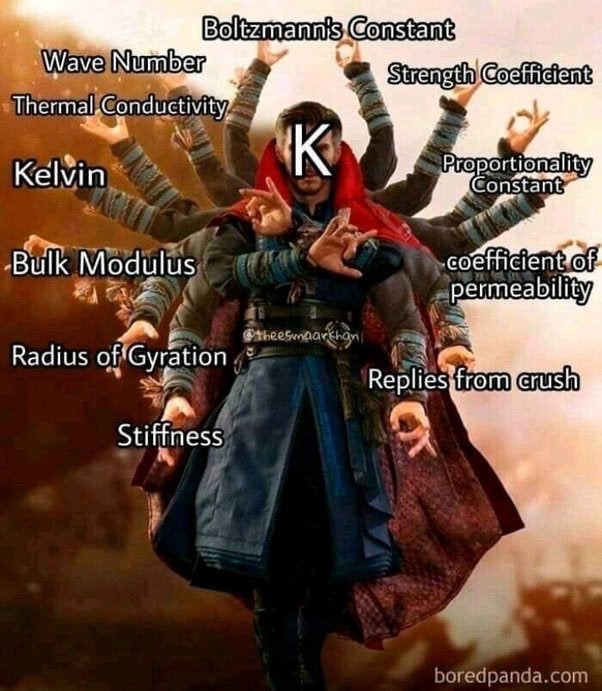 Boltzmann's Constant
Wave Number
Strength Coefficient
Thermal Conductivity
K
Proportionality
Constant
Kelvin
Bulk Modulus
coefficient of
permeability
@theesmaarkhan
Radius of Gyration
Replies from crush
Stiffness
boredpanda.com